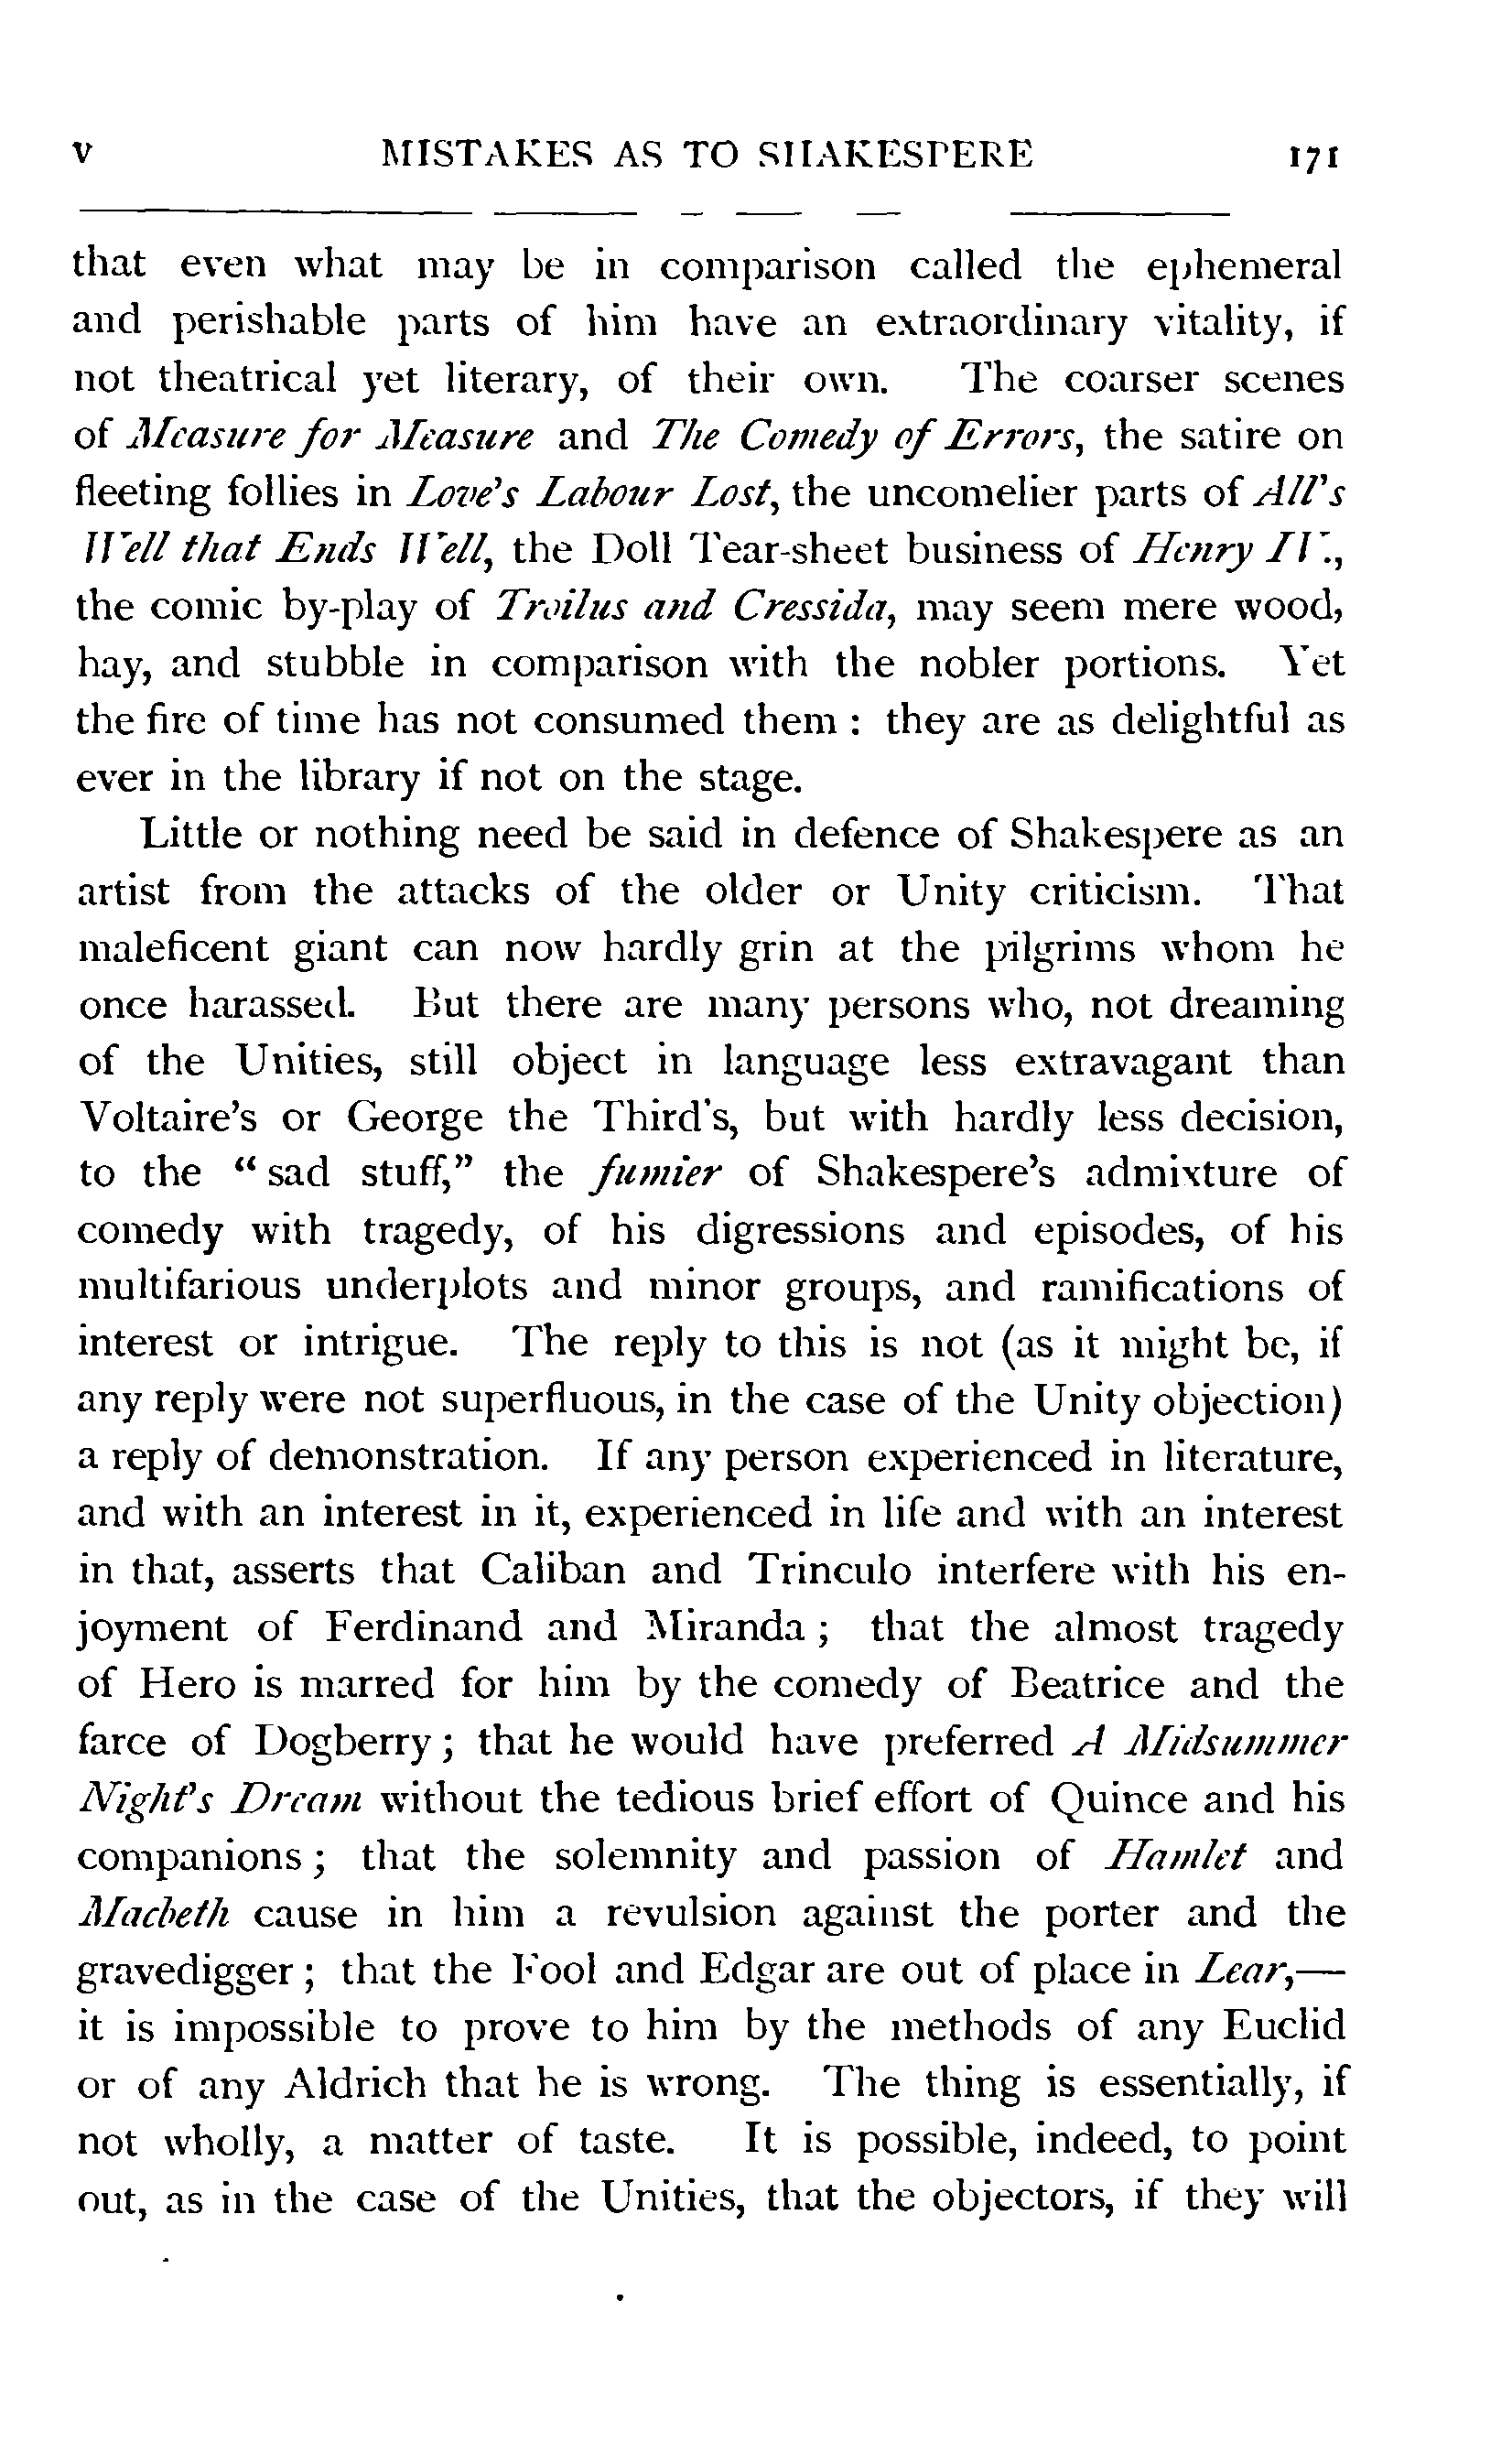 v MISTAKES AS TO SHAKESPERE 171
that even what may be in comparison called the ephemeral
and perishable parts of him have an extraordinary vitality, if
not theatrical yet literary, of their own. The coarser scenes
of Measure for Measure and The Comedy of Errors, the satire on
fleeting follies in Love's Labour Lost, the uncomelier parts of All's
Well that Ends Well, the Doll Tear-sheet business of Henry IV.,
the comic by-play of Troilus and Cressida, may seem mere wood,
hay, and stubble in comparison with the nobler portions. Yet
the fire of time has not consumed them : they are as delightful as
ever in the library if not on the stage.
Little or nothing need be said in defence of Shakespere as an
artist from the attacks of the older or Unity criticism. That
maleficent giant can now hardly grin at the pilgrims whom he
once harassed. But there are many persons who, not dreaming
of the Unities, still object in language less extravagant than
Voltaire's or George the Third's, but with hardly less decision,
to the "sad stuff," the fumier of Shakespere's admixture of
comedy with tragedy, of his digressions and episodes, of his
multifarious underplots and minor groups, and ramifications of
interest or intrigue. The reply to this is not (as it might be, if
any reply were not superfluous, in the case of the Unity objection)
a reply of demonstration. If any person experienced in literature,
and with an interest in it, experienced in life and with an interest
in that, asserts that Caliban and Trinculo interfere with his en-
joyment of Ferdinand and Miranda ; that the almost tragedy
of Hero is marred for him by the comedy of Beatrice and the
farce of Dogberry ; that he would have preferred A Midsummer
Night's Dream without the tedious brief effort of Quince and his
companions ; that the solemnity and passion of Hamlet and
Macbeth cause in him a revulsion against the porter and the
gravedigger ; that the Fool and Edgar are out of place in Lear,—
it is impossible to prove to him by the methods of any Euclid
or of any Aldrich that he is wrong. The thing is essentially, if
not wholly, a matter of taste. It is possible, indeed, to point
out, as in the case of the Unities, that the objectors, if they will